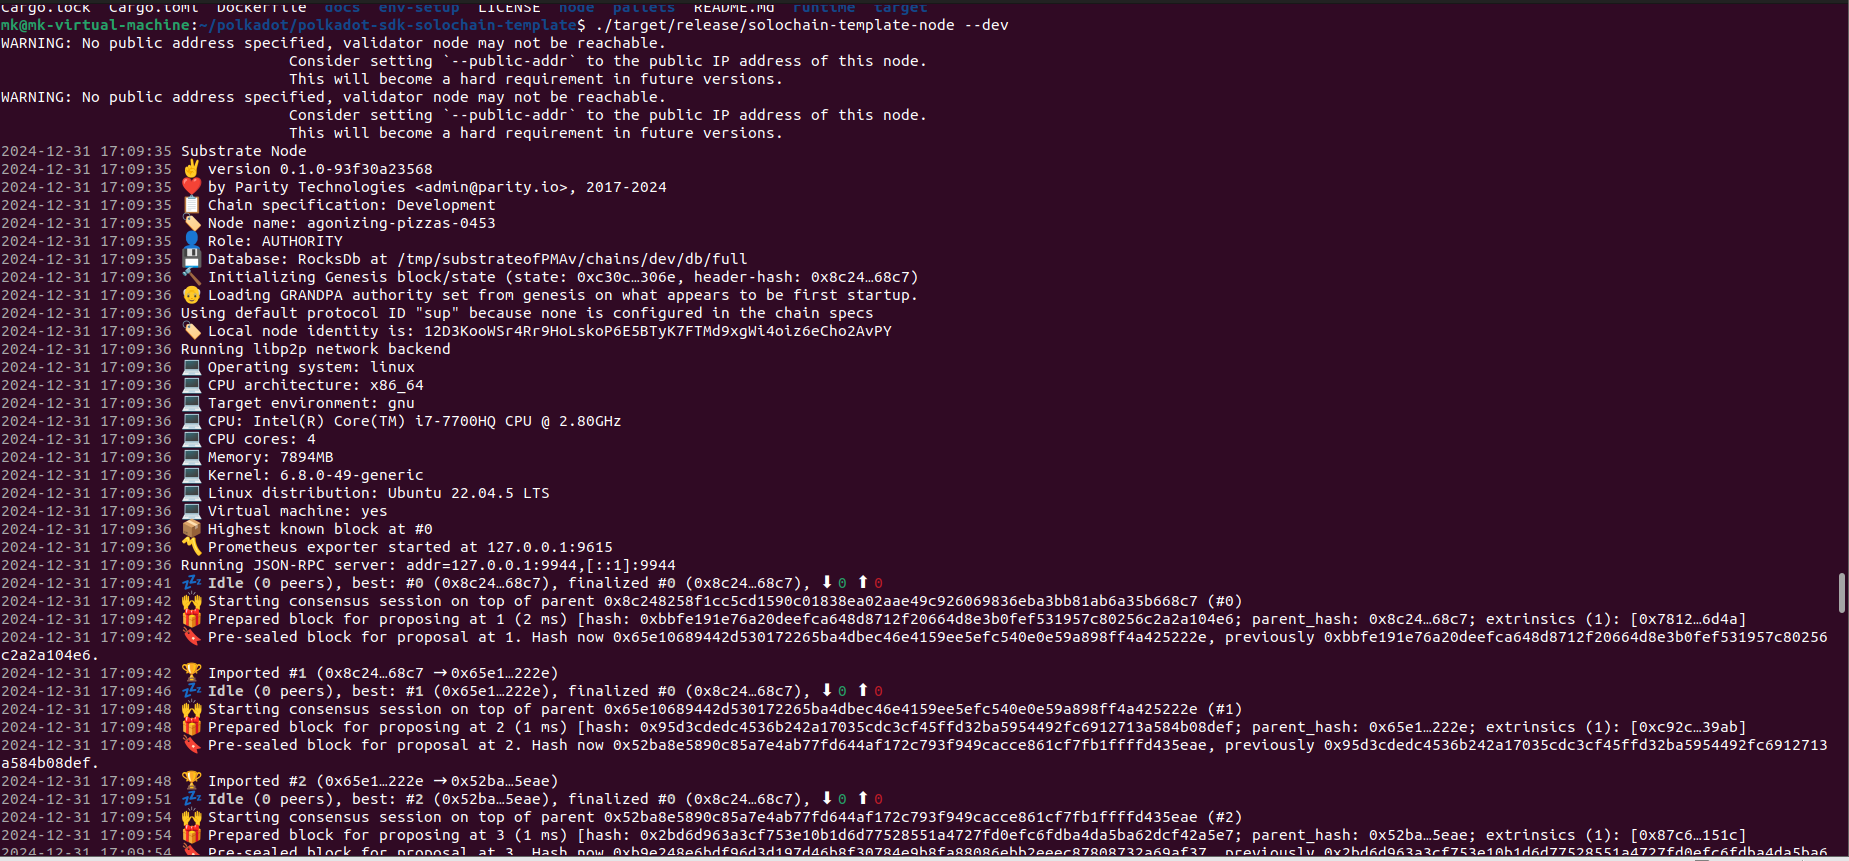 Cargo.lock Cargo.toml Dockerfile docs env-setup LICENSE node pallets README.md runtime target
mk@mk-virtual-machine:~/polkadot/polkadot-sdk-solochain-template$ ./target/release/solochain-template-node --dev
WARNING: No public address specified, validator node may not be reachable.
Consider setting `--public-addr` to the public IP address of this node.
This will become a hard requirement in future versions.
WARNING: No public address specified, validator node may not be reachable.
Consider setting `--public-addr` to the public IP address of this node.
This will become a hard requirement in future versions.
2024-12-31 17:09:35 Substrate Node
2024-12-31 17:09:35 ✌️ version 0.1.0-93f30a23568
2024-12-31 17:09:35 ❤️ by Parity Technologies <admin@parity.io>, 2017-2024
2024-12-31 17:09:35 📋 Chain specification: Development
2024-12-31 17:09:35 🏷 Node name: agonizing-pizzas-0453
2024-12-31 17:09:35 👤 Role: AUTHORITY
2024-12-31 17:09:35 💾 Database: RocksDb at /tmp/substrateofPMAv/chains/dev/db/full
2024-12-31 17:09:36 🔨 Initializing Genesis block/state (state: 0xc30c…306e, header-hash: 0x8c24…68c7)
2024-12-31 17:09:36 👴 Loading GRANDPA authority set from genesis on what appears to be first startup.
2024-12-31 17:09:36 Using default protocol ID "sup" because none is configured in the chain specs
2024-12-31 17:09:36 🏷 Local node identity is: 12D3KooWSr4Rr9HoLskoP6E5BTyK7FTMd9xgWi4oiz6eCho2AvPY
2024-12-31 17:09:36 Running libp2p network backend
2024-12-31 17:09:36 💻 Operating system: linux
2024-12-31 17:09:36 💻 CPU architecture: x86_64
2024-12-31 17:09:36 💻 Target environment: gnu
2024-12-31 17:09:36 💻 CPU: Intel(R) Core(TM) i7-7700HQ CPU @ 2.80GHz
2024-12-31 17:09:36 💻 CPU cores: 4
2024-12-31 17:09:36 💻 Memory: 7894MB
2024-12-31 17:09:36 💻 Kernel: 6.8.0-49-generic
2024-12-31 17:09:36 💻 Linux distribution: Ubuntu 22.04.5 LTS
2024-12-31 17:09:36 💻 Virtual machine: yes
2024-12-31 17:09:36 📦 Highest known block at #0
2024-12-31 17:09:36 〽️ Prometheus exporter started at 127.0.0.1:9615
2024-12-31 17:09:36 Running JSON-RPC server: addr=127.0.0.1:9944,[::1]:9944
2024-12-31 17:09:41 💤 Idle (0 peers), best: #0 (0x8c24…68c7), finalized #0 (0x8c24…68c7), ⬇ 0 ⬆ 0
2024-12-31 17:09:42 🙌 Starting consensus session on top of parent 0x8c248258f1cc5cd1590c01838ea02aae49c926069836eba3bb81ab6a35b668c7 (#0)
2024-12-31 17:09:42 🎁 Prepared block for proposing at 1 (2 ms) [hash: 0xbbfe191e76a20deefca648d8712f20664d8e3b0fef531957c80256c2a2a104e6; parent_hash: 0x8c24…68c7; extrinsics (1): [0x7812…6d4a]
2024-12-31 17:09:42 🔖 Pre-sealed block for proposal at 1. Hash now 0x65e10689442d530172265ba4dbec46e4159ee5efc540e0e59a898ff4a425222e, previously 0xbbfe191e76a20deefca648d8712f20664d8e3b0fef531957c80256
c2a2a104e6.
2024-12-31 17:09:42 🏆 Imported #1 (0x8c24…68c7 → 0x65e1…222e)
2024-12-31 17:09:46 💤 Idle (0 peers), best: #1 (0x65e1…222e), finalized #0 (0x8c24…68c7), ⬇ 0 ⬆ 0
2024-12-31 17:09:48 🙌 Starting consensus session on top of parent 0x65e10689442d530172265ba4dbec46e4159ee5efc540e0e59a898ff4a425222e (#1)
2024-12-31 17:09:48 🎁 Prepared block for proposing at 2 (1 ms) [hash: 0x95d3cdedc4536b242a17035cdc3cf45ffd32ba5954492fc6912713a584b08def; parent_hash: 0x65e1…222e; extrinsics (1): [0xc92c…39ab]
2024-12-31 17:09:48 🔖 Pre-sealed block for proposal at 2. Hash now 0x52ba8e5890c85a7e4ab77fd644af172c793f949cacce861cf7fb1ffffd435eae, previously 0x95d3cdedc4536b242a17035cdc3cf45ffd32ba5954492fc6912713
a584b08def.
2024-12-31 17:09:48 🏆 Imported #2 (0x65e1…222e → 0x52ba…5eae)
2024-12-31 17:09:51 💤 Idle (0 peers), best: #2 (0x52ba…5eae), finalized #0 (0x8c24…68c7), ⬇ 0 ⬆ 0
2024-12-31 17:09:54 🙌 Starting consensus session on top of parent 0x52ba8e5890c85a7e4ab77fd644af172c793f949cacce861cf7fb1ffffd435eae (#2)
2024-12-31 17:09:54 🎁 Prepared block for proposing at 3 (1 ms) [hash: 0x2bd6d963a3cf753e10b1d6d77528551a4727fd0efc6fdba4da5ba62dcf42a5e7; parent_hash: 0x52ba…5eae; extrinsics (1): [0x87c6…151c]
2024-12-31 17:09:54 🔖 Pre-sealed block for proposal at 3. Hash now 0xb9e248e6bdf96d3d197d46b8f30784e9b8fa88086ebb2eeec87808732a69af37, previously 0x2bd6d963a3cf753e10b1d6d77528551a4727fd0efc6fdba4da5ba6